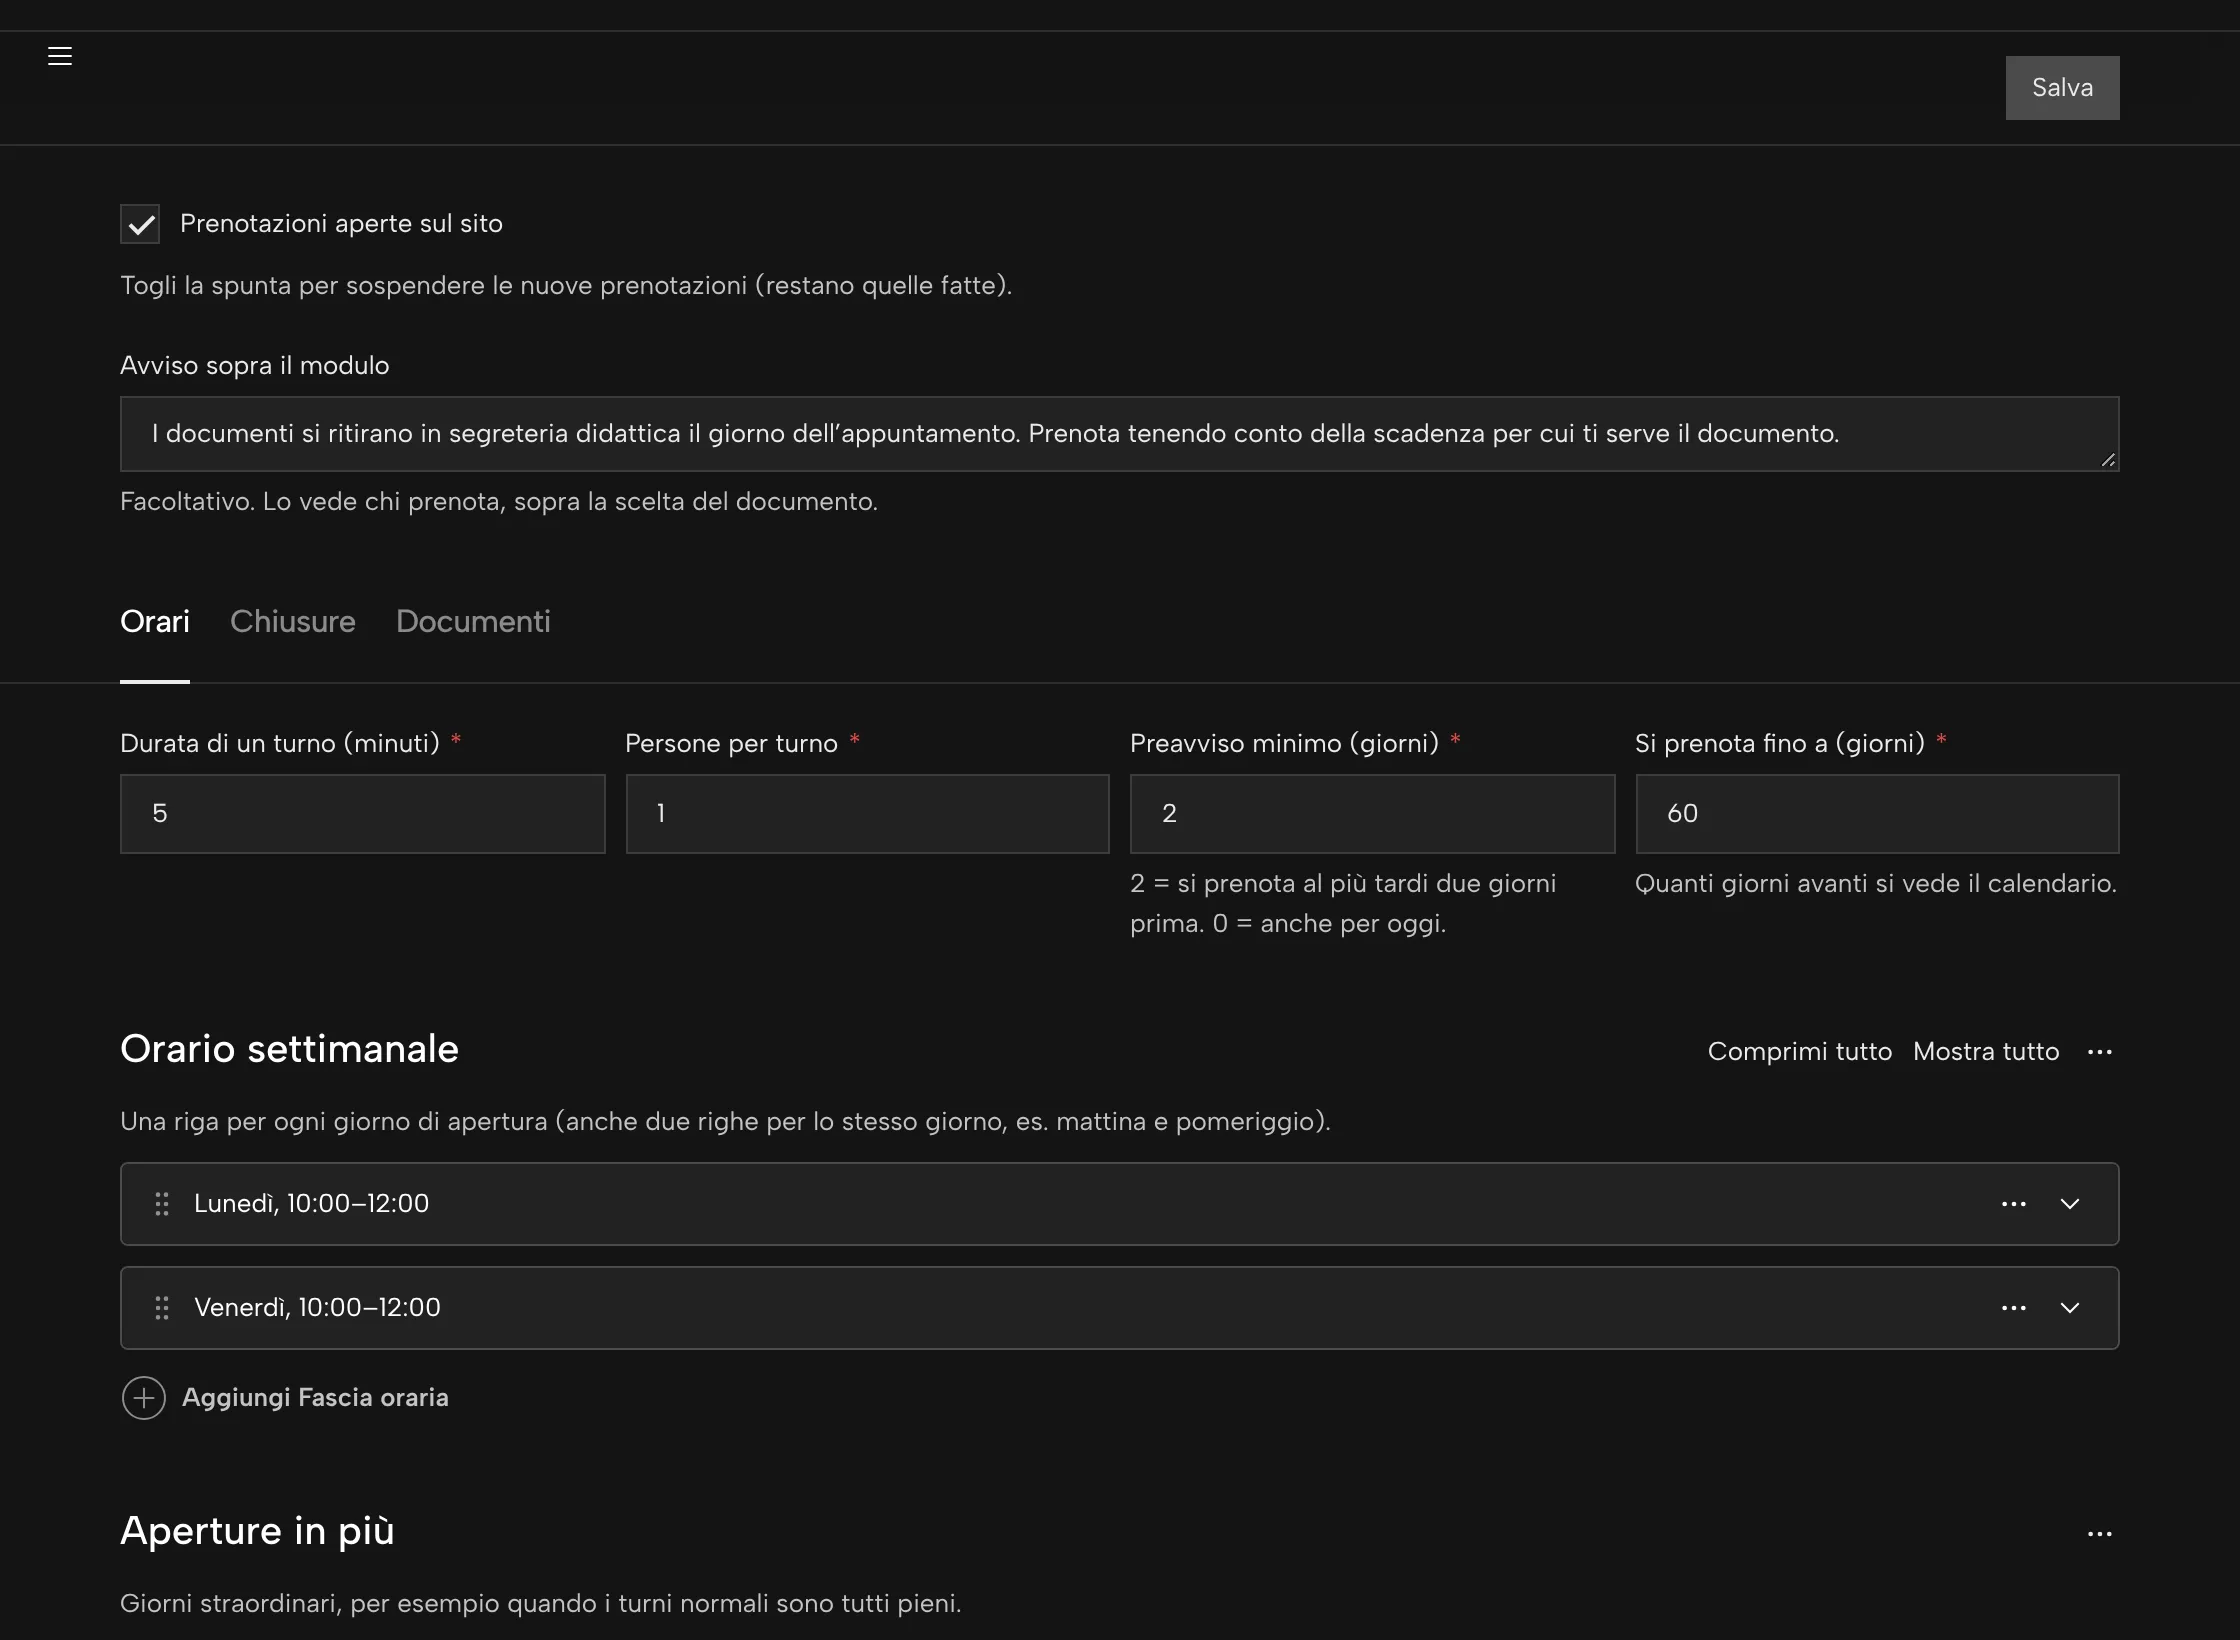 Salva
Prenotazioni aperte sul sito
Togli la spunta per sospendere le nuove prenotazioni (restano quelle fatte).
Avviso sopra il modulo
I documenti si ritirano in segreteria didattica il giorno dell’appuntamento. Prenota tenendo conto della scadenza per cui ti serve il documento.
Facoltativo. Lo vede chi prenota, sopra la scelta del documento.
Orari Chiusure Documenti
Durata di un turno (minuti) * Persone per turno * Preavviso minimo (giorni) * Si prenota fino a (giorni) *
5 1 2 60
2 = si prenota al più tardi due giorni Quanti giorni avanti si vede il calendario.
prima. 0 = anche per oggi.
Orario settimanale Comprimi tutto Mostra tutto
Una riga per ogni giorno di apertura (anche due righe per lo stesso giorno, es. mattina e pomeriggio).
Lunedì, 10:00–12:00
Venerdì, 10:00–12:00
Aggiungi Fascia oraria
Aperture in più
Giorni straordinari, per esempio quando i turni normali sono tutti pieni.